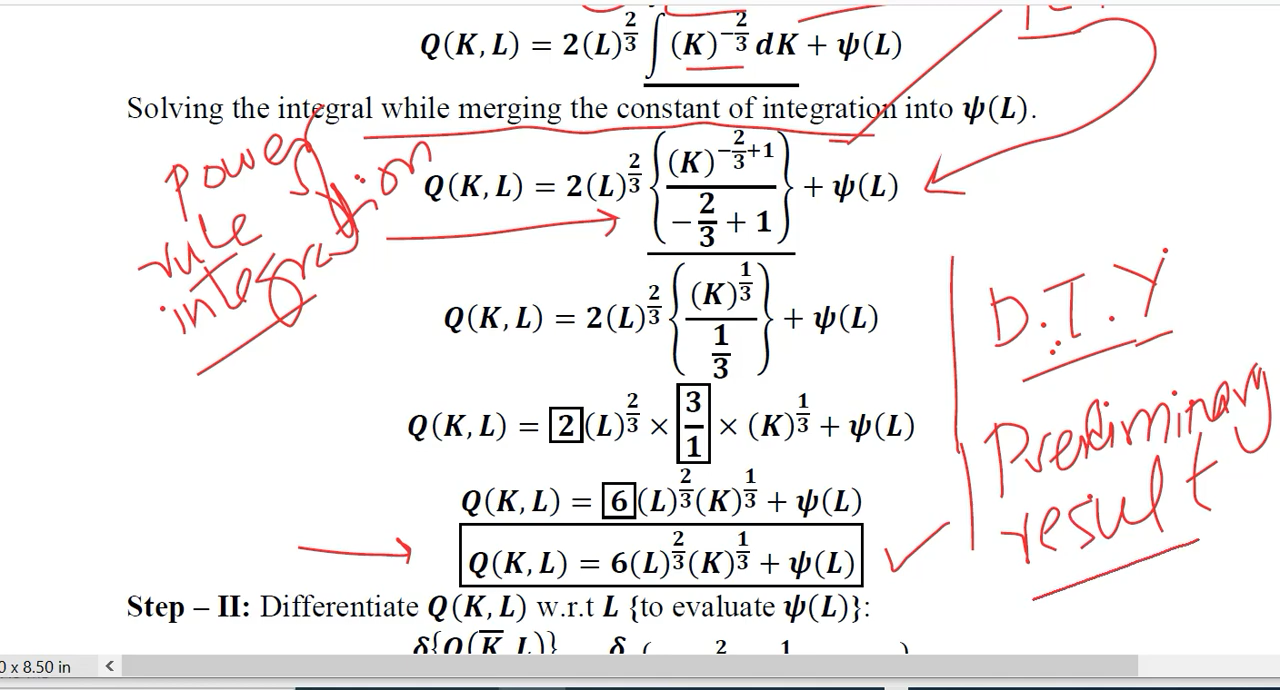 Q(K, L) = 2(L)^{2/3} ∫ (K)^{-2/3} dK + ψ(L)
Solving the integral while merging the constant of integration into ψ(L).
power
rule of
integration
Q(K, L) = 2(L)^{2/3} { (K)^{-2/3+1} / (-2/3 + 1) } + ψ(L)
Q(K, L) = 2(L)^{2/3} { (K)^{1/3} / (1/3) } + ψ(L)
D.I.Y
Q(K, L) = 2(L)^{2/3} × 3/1 × (K)^{1/3} + ψ(L)
Preliminary
result
Q(K, L) = 6(L)^{2/3}(K)^{1/3} + ψ(L)
Q(K, L) = 6(L)^{2/3}(K)^{1/3} + ψ(L)
Step – II: Differentiate Q(K, L) w.r.t L {to evaluate ψ(L)}:
0 x 8.50 in